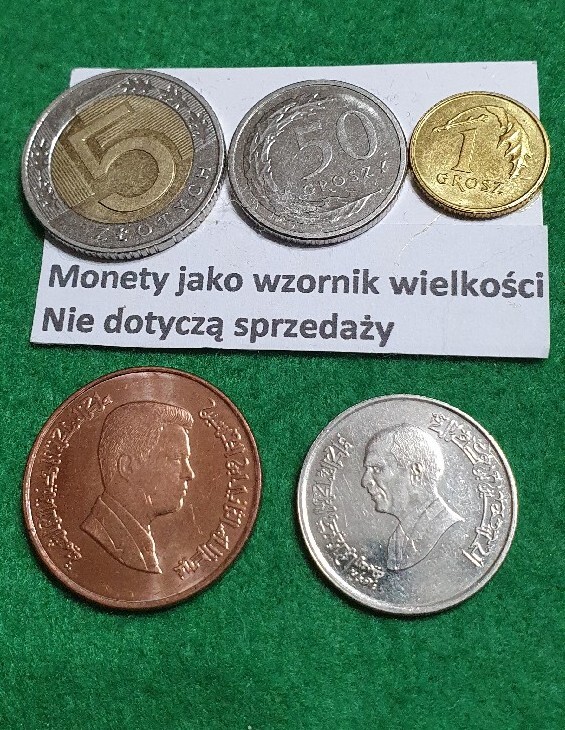 5
ZŁOTYCH
50
GROSZY
1
GROSZ
Monety jako wzornik wielkości
Nie dotyczą sprzedaży